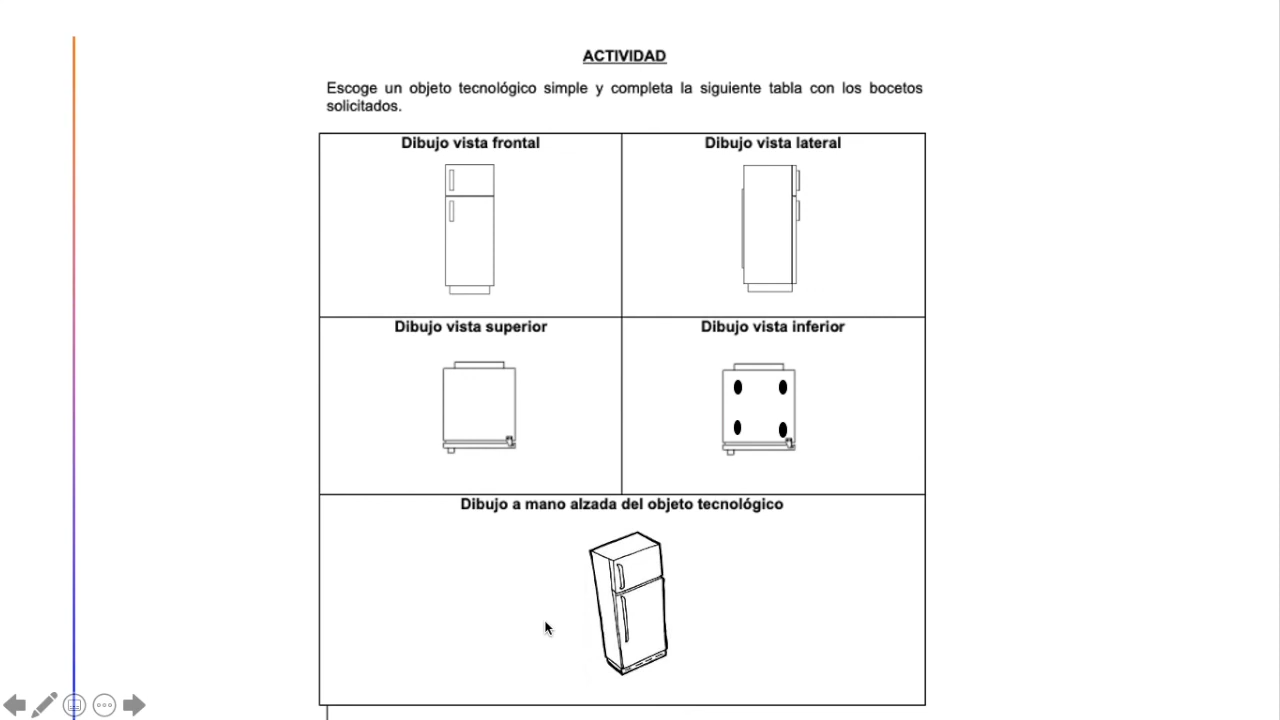 ACTIVIDAD
Escoge un objeto tecnológico simple y completa la siguiente tabla con los bocetos
solicitados.
Dibujo vista frontal
Dibujo vista lateral
Dibujo vista superior
Dibujo vista inferior
Dibujo a mano alzada del objeto tecnológico